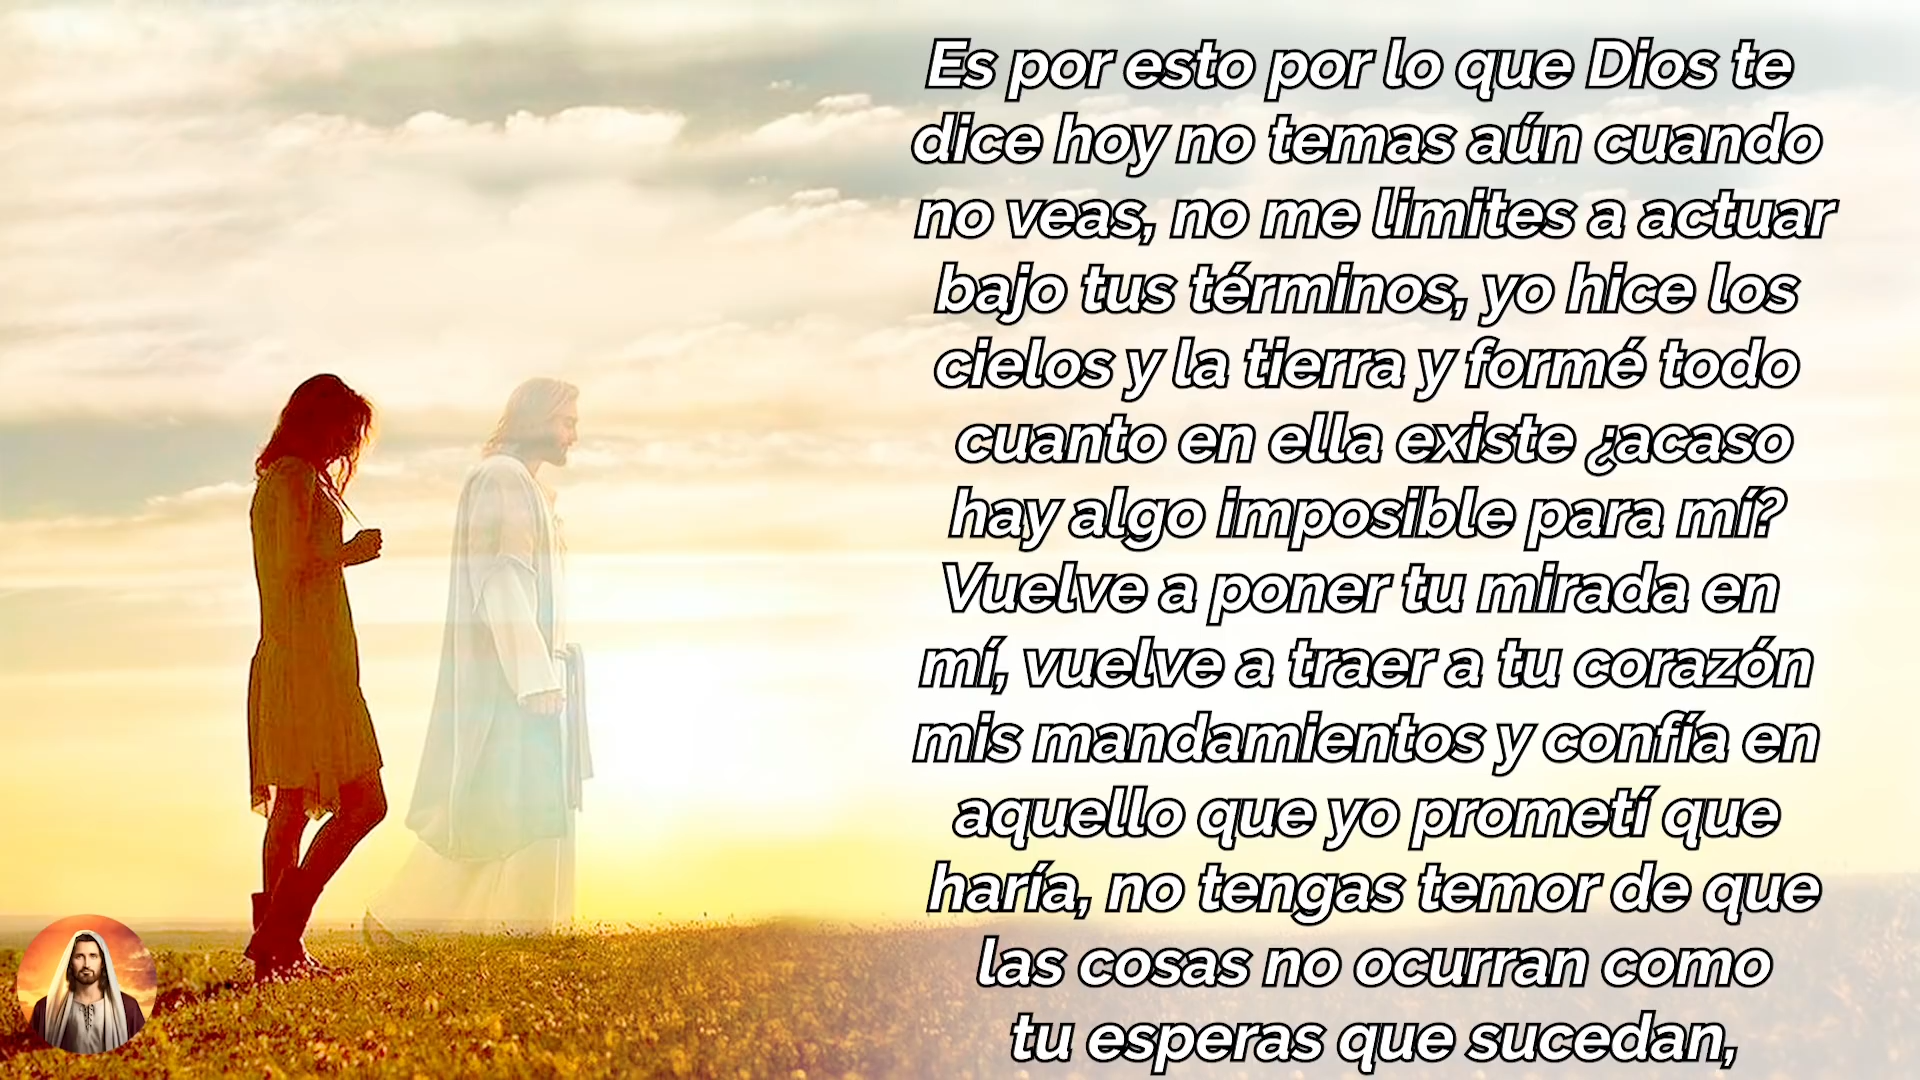 Es por esto por lo que Dios te
dice hoy no temas aún cuando
no veas, no me limites a actuar
bajo tus términos, yo hice los
cielos y la tierra y formé todo
cuanto en ella existe ¿acaso
hay algo imposible para mí?
Vuelve a poner tu mirada en
mí, vuelve a traer a tu corazón
mis mandamientos y confía en
aquello que yo prometí que
haría, no tengas temor de que
las cosas no ocurran como
tu esperas que sucedan,